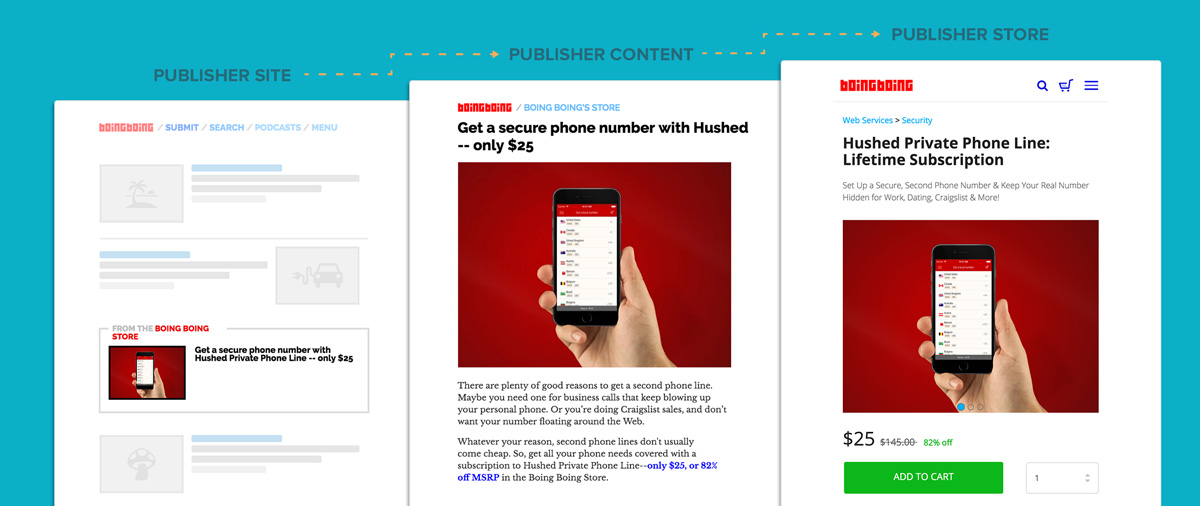 PUBLISHER SITE
PUBLISHER CONTENT
PUBLISHER STORE
boingboing / SUBMIT / SEARCH / PODCASTS / MENU
FROM THE BOING BOING
STORE
Get a secure phone number with
Hushed Private Phone Line -- only $25
boingboing / BOING BOING'S STORE
Get a secure phone number with Hushed
-- only $25
There are plenty of good reasons to get a second phone line.
Maybe you need one for business calls that keep blowing up
your personal phone. Or you're doing Craigslist sales, and don't
want your number floating around the Web.
Whatever your reason, second phone lines don't usually
come cheap. So, get all your phone needs covered with a
subscription to Hushed Private Phone Line--only $25, or 82%
off MSRP in the Boing Boing Store.
boingboing
Web Services > Security
Hushed Private Phone Line:
Lifetime Subscription
Set Up a Secure, Second Phone Number & Keep Your Real Number
Hidden for Work, Dating, Craigslist & More!
$25 $145.00 82% off
ADD TO CART
1